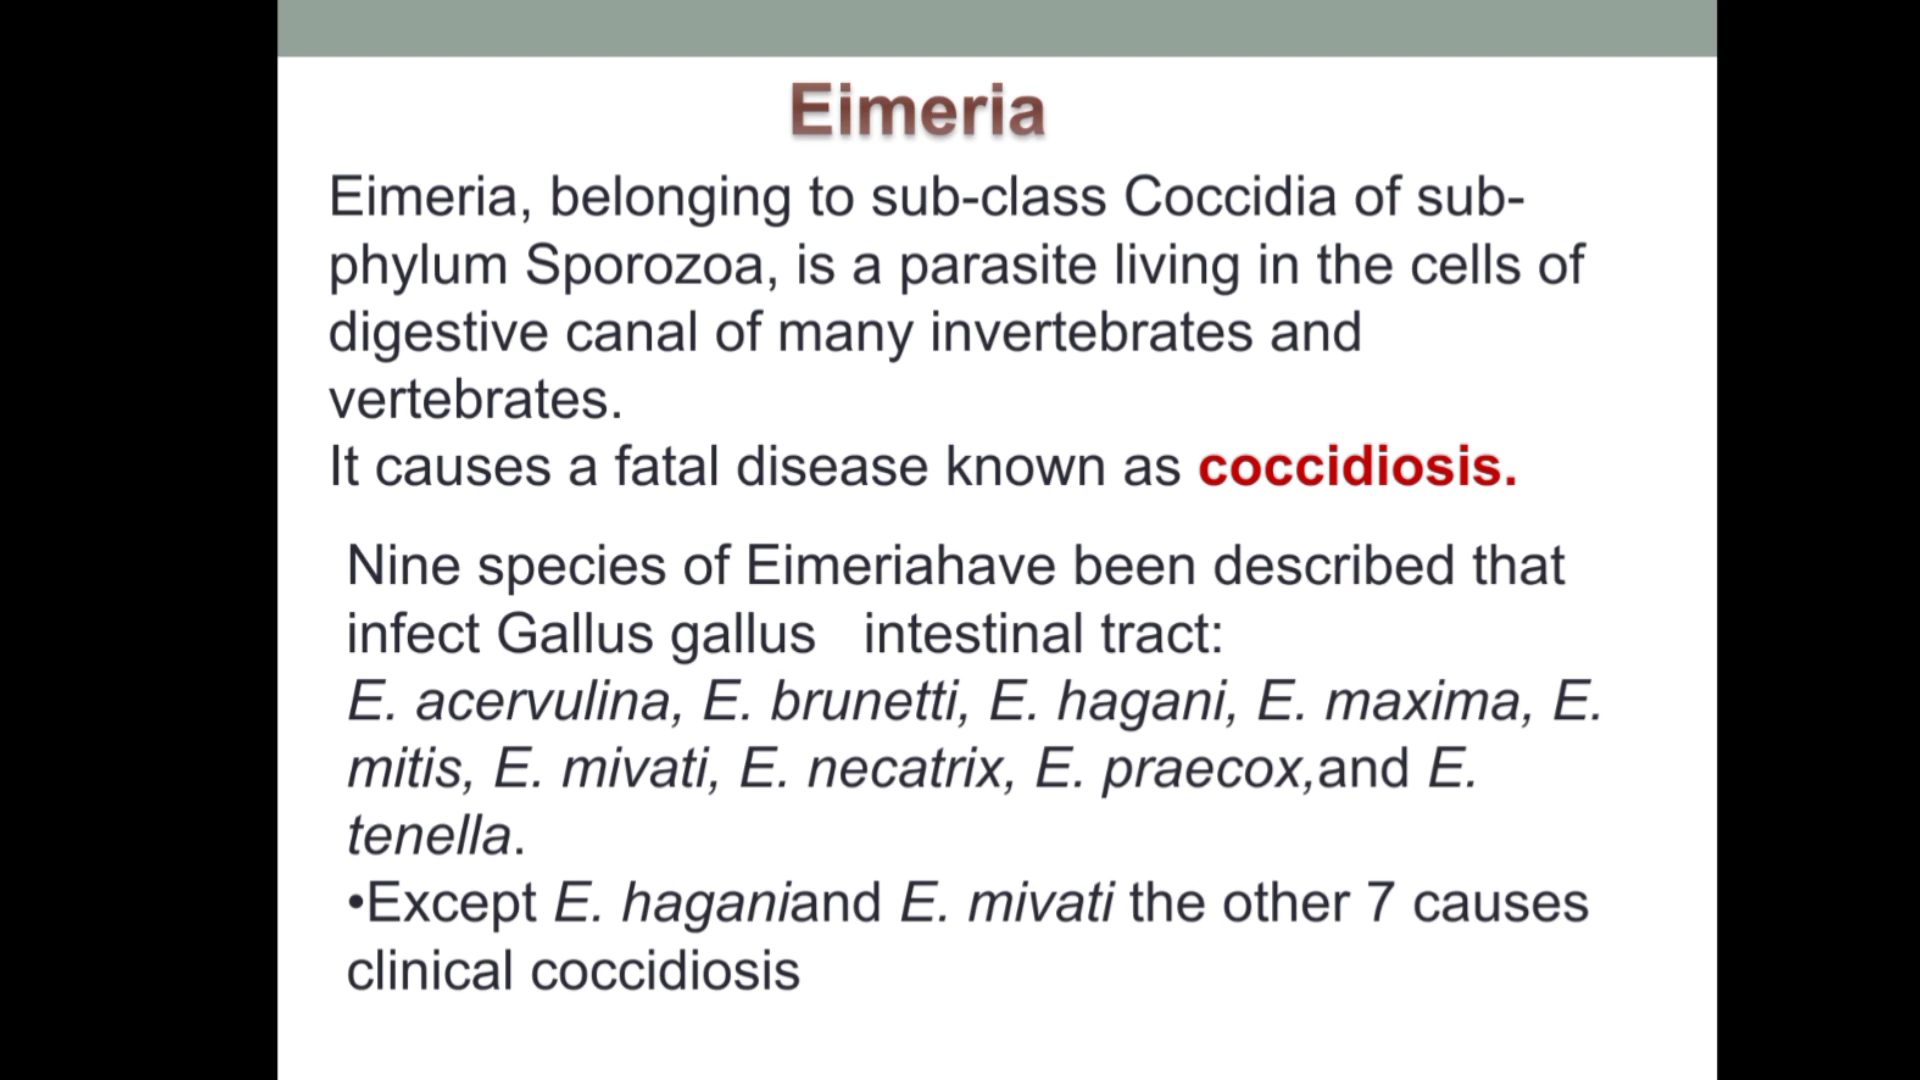 Eimeria
Eimeria, belonging to sub-class Coccidia of sub-
phylum Sporozoa, is a parasite living in the cells of
digestive canal of many invertebrates and
vertebrates.
It causes a fatal disease known as coccidiosis.
Nine species of Eimeriahave been described that
infect Gallus gallus   intestinal tract:
E. acervulina, E. brunetti, E. hagani, E. maxima, E.
mitis, E. mivati, E. necatrix, E. praecox,and E.
tenella.
•Except E. haganiand E. mivati the other 7 causes
clinical coccidiosis